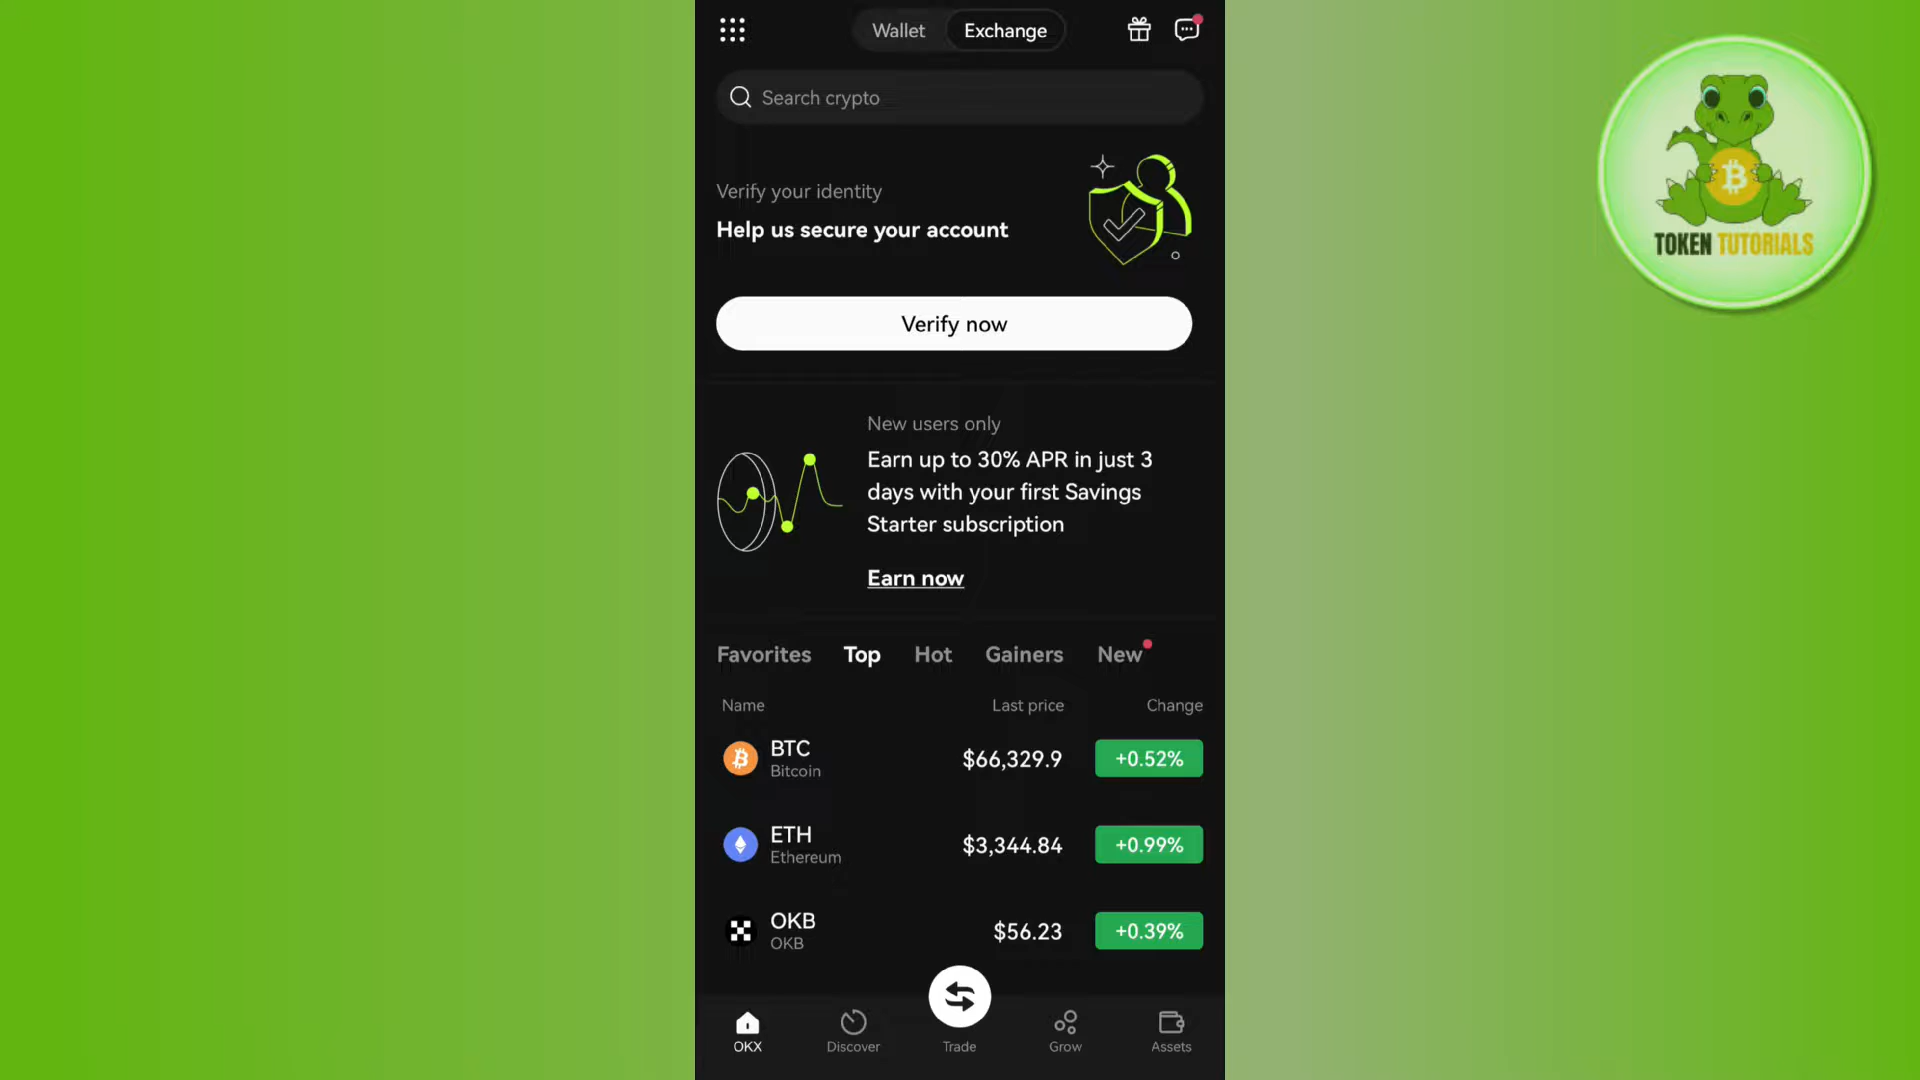 Wallet Exchange
Search crypto
Verify your identity
Help us secure your account
Verify now
New users only
Earn up to 30% APR in just 3
days with your first Savings
Starter subscription
Earn now
Favorites Top Hot Gainers New
Name Last price Change
BTC $66,329.9 +0.52%
Bitcoin
ETH $3,344.84 +0.99%
Ethereum
OKB $56.23 +0.39%
OKB
OKX Discover Trade Grow Assets
TOKEN TUTORIALS